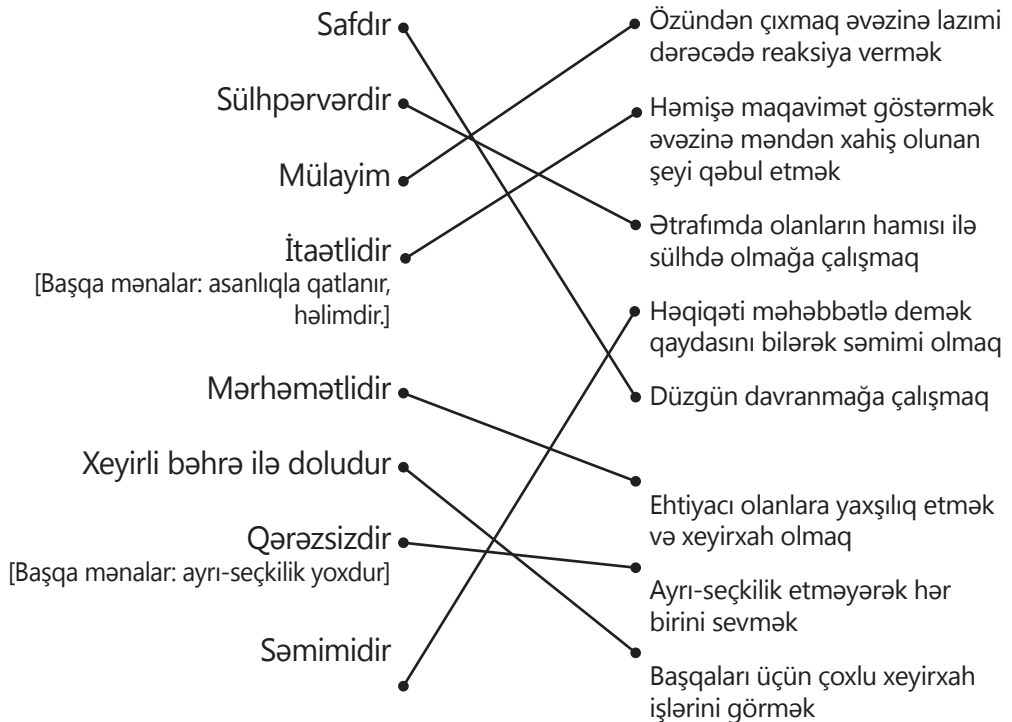 Safdır
Sülhpərvərdir
Mülayim
İtaətlidir
[Başqa mənalar: asanlıqla qatlanır,
həlimdir.]
Mərhəmətlidir
Xeyirli bəhrə ilə doludur
Qərəzsizdir
[Başqa mənalar: ayrı-seçkilik yoxdur]
Səmimidir
Özündən çıxmaq əvəzinə lazımi
dərəcədə reaksiya vermək
Həmişə maqavimət göstərmək
əvəzinə məndən xahiş olunan
şeyi qəbul etmək
Ətrafımda olanların hamısı ilə
sülhdə olmağa çalışmaq
Həqiqəti məhəbbətlə demək
qaydasını bilərək səmimi olmaq
Düzgün davranmağa çalışmaq
Ehtiyacı olanlara yaxşılıq etmək
və xeyirxah olmaq
Ayrı-seçkilik etməyərək hər
birini sevmək
Başqaları üçün çoxlu xeyirxah
işlərini görmək